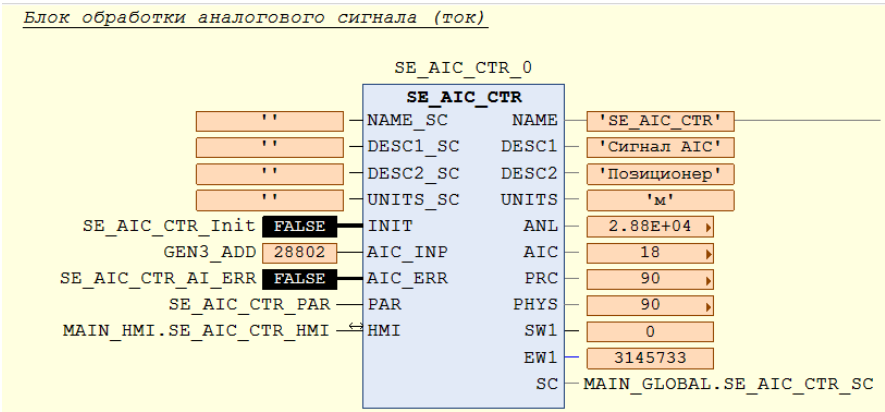 Блок обработки аналогового сигнала (ток)
SE_AIC_CTR_0
SE_AIC_CTR
'' NAME_SC NAME 'SE_AIC_CTR'
'' DESC1_SC DESC1 'Сигнал AIC'
'' DESC2_SC DESC2 'Позиционер'
'' UNITS_SC UNITS 'м'
SE_AIC_CTR_Init FALSE INIT ANL 2.88E+04
GEN3_ADD 28802 AIC_INP AIC 18
SE_AIC_CTR_AI_ERR FALSE AIC_ERR PRC 90
SE_AIC_CTR_PAR PAR PHYS 90
MAIN_HMI.SE_AIC_CTR_HMI HMI SW1 0
EW1 3145733
SC MAIN_GLOBAL.SE_AIC_CTR_SC